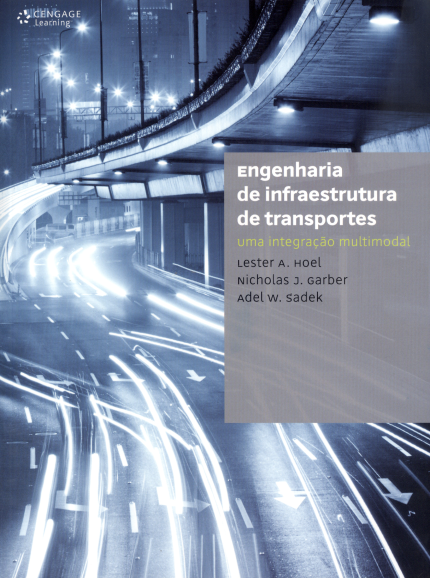 CENGAGE
Learning
Engenharia
de infraestrutura
de transportes
uma integração multimodal
Lester A. Hoel
Nicholas J. Garber
Adel W. Sadek